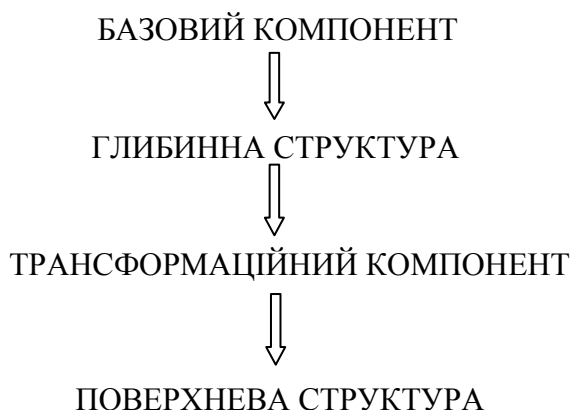 БАЗОВИЙ КОМПОНЕНТ
ГЛИБИННА СТРУКТУРА
ТРАНСФОРМАЦІЙНИЙ КОМПОНЕНТ
ПОВЕРХНЕВА СТРУКТУРА